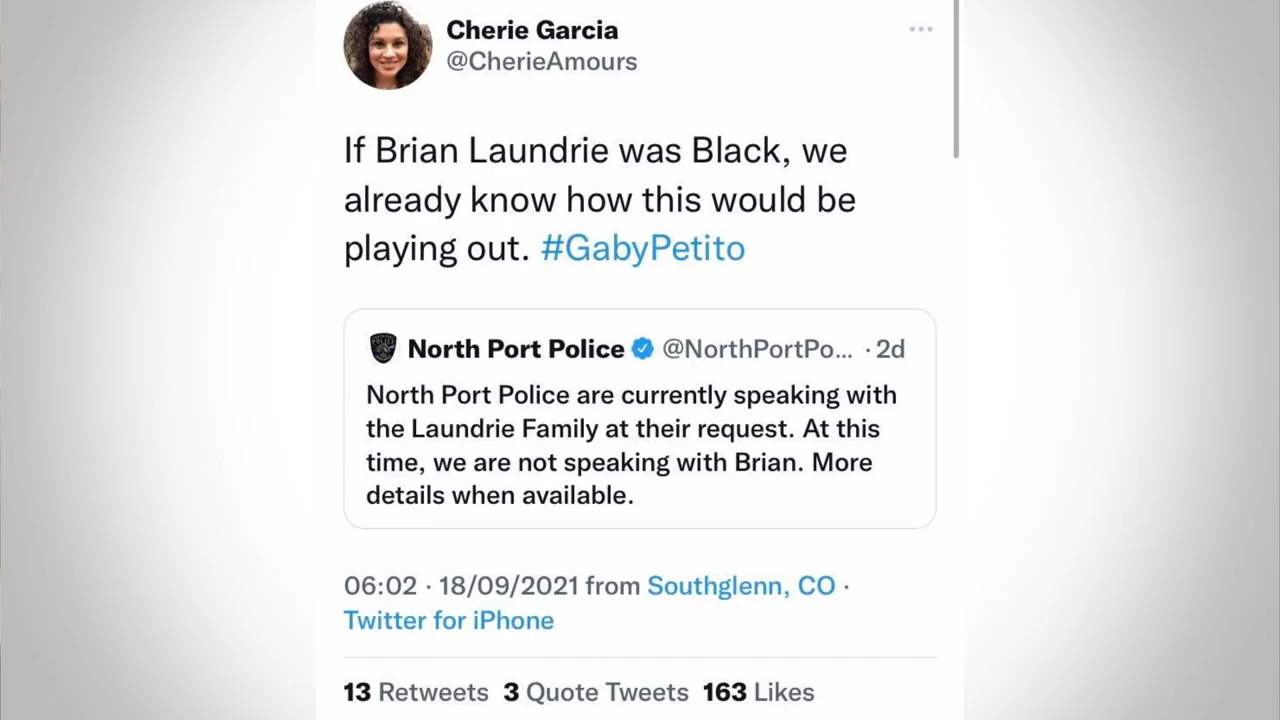 Cherie Garcia
@CherieAmours
If Brian Laundrie was Black, we
already know how this would be
playing out. #GabyPetito
North Port Police @NorthPortPo... · 2d
North Port Police are currently speaking with
the Laundrie Family at their request. At this
time, we are not speaking with Brian. More
details when available.
06:02 · 18/09/2021 from Southglenn, CO ·
Twitter for iPhone
13 Retweets 3 Quote Tweets 163 Likes